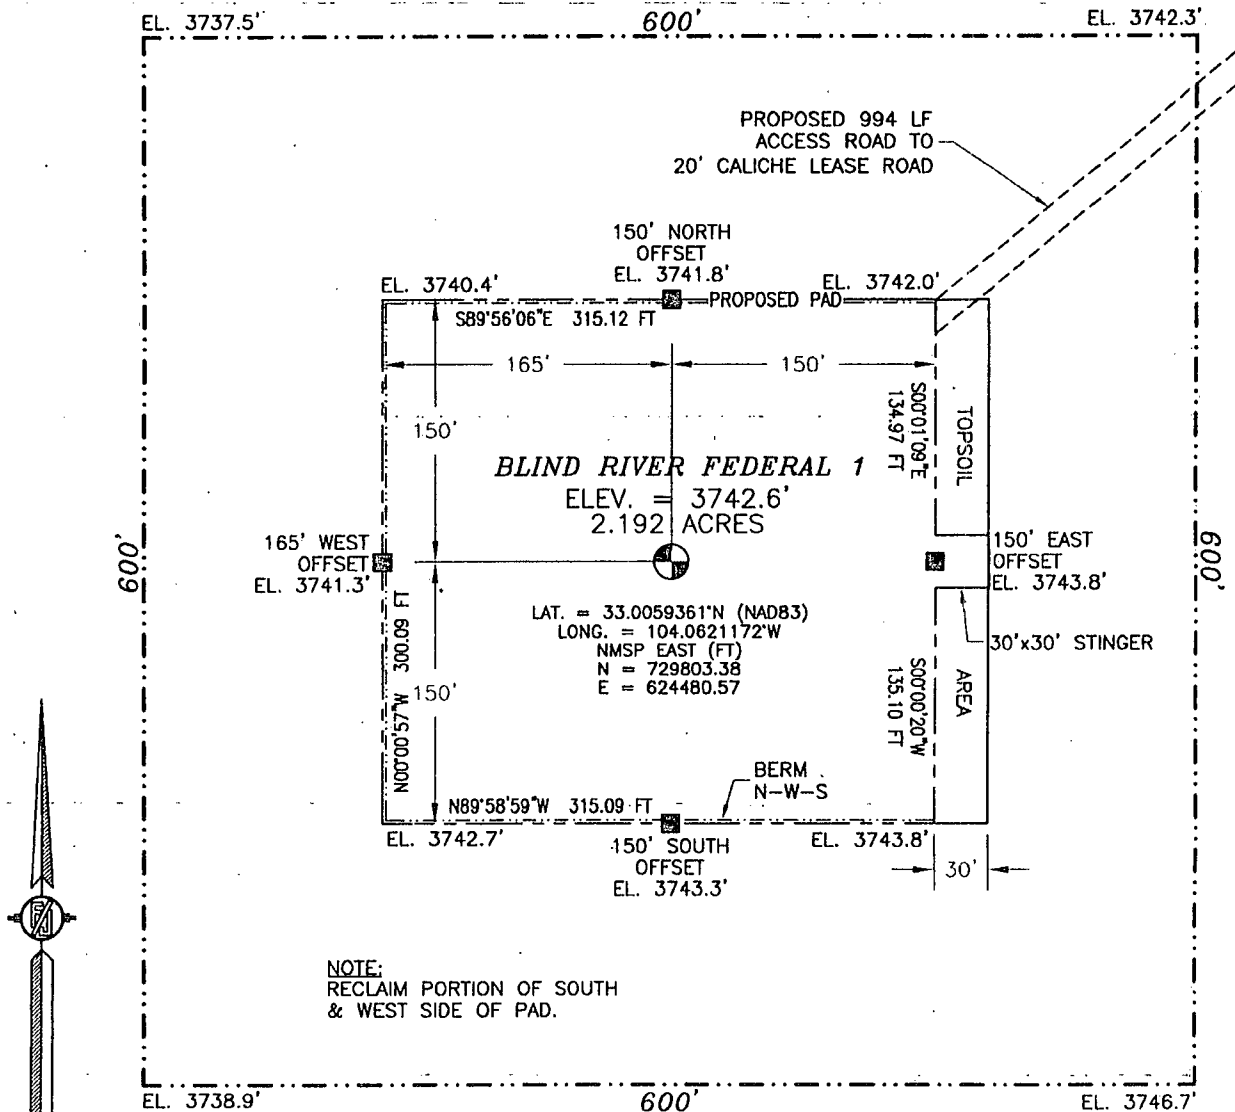 EL. 3737.5'
600'
EL. 3742.3'
PROPOSED 994 LF
ACCESS ROAD TO
20' CALICHE LEASE ROAD
150' NORTH
OFFSET
EL. 3741.8'
EL. 3740.4'
EL. 3742.0'
PROPOSED PAD
S89°56'06"E 315.12 FT
165'
150'
150'
S00°01'09"E
134.97 FT
TOPSOIL
BLIND RIVER FEDERAL 1
ELEV. = 3742.6'
2.192 ACRES
165' WEST
OFFSET
EL. 3741.3'
150' EAST
OFFSET
EL. 3743.8'
600'
600'
LAT. = 33.0059361°N (NAD83)
LONG. = 104.0621172°W
NMSP EAST (FT)
N = 729803.38
E = 624480.57
30'x30' STINGER
N00°00'57"W 300.09 FT
150'
S00°00'20"W
135.10 FT
AREA
BERM
N-W-S
N89°58'59"W 315.09 FT
EL. 3742.7'
150' SOUTH
OFFSET
EL. 3743.3'
EL. 3743.8'
30'
NOTE:
RECLAIM PORTION OF SOUTH
& WEST SIDE OF PAD.
EL. 3738.9'
600'
EL. 3746.7'